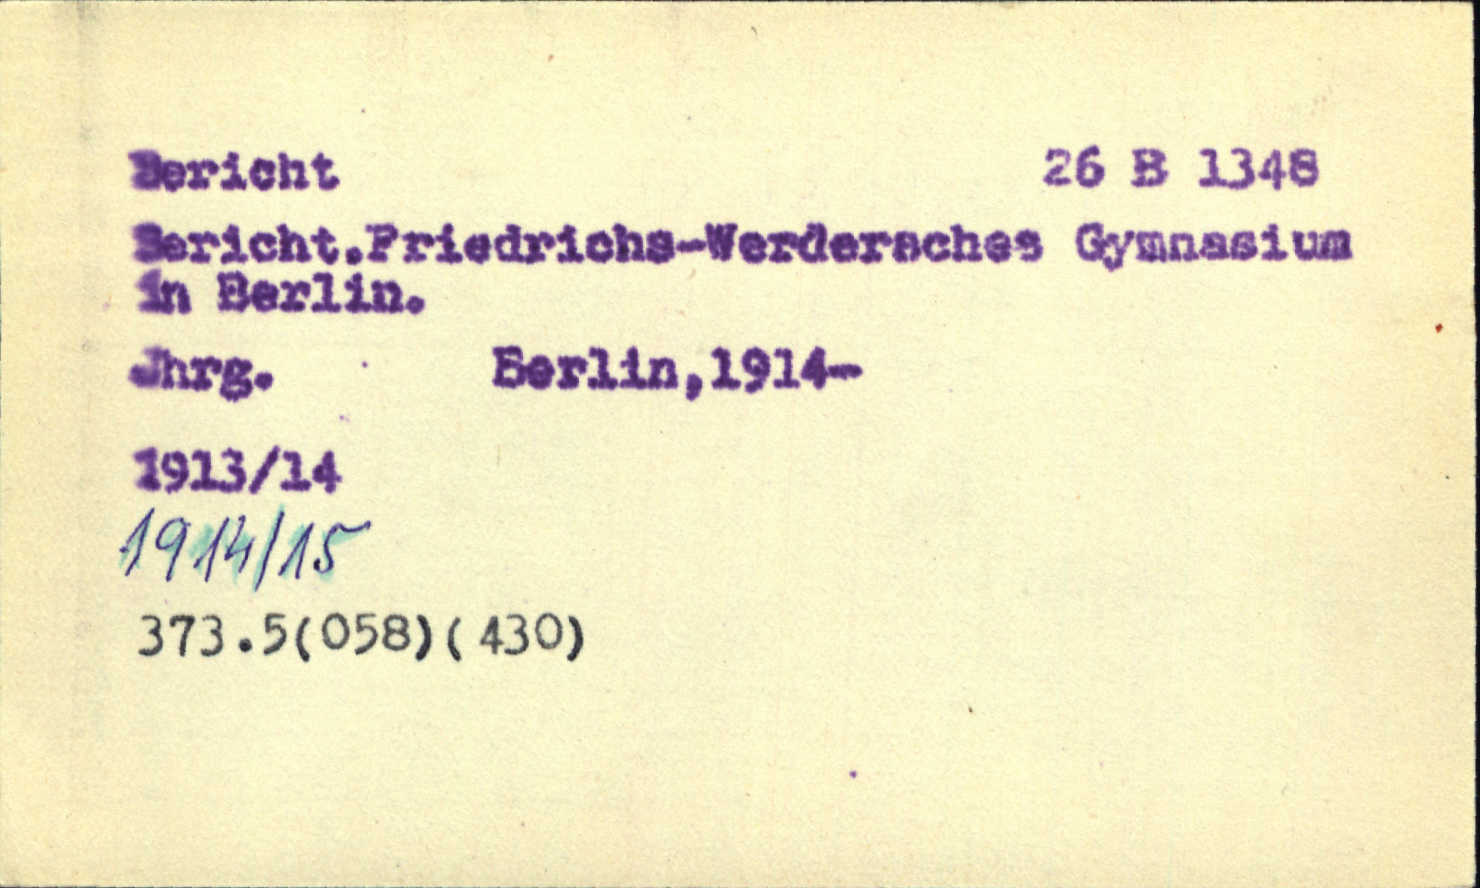 Bericht 26 B 1348
Bericht.Friedrichs-Werdersches Gymnasium
in Berlin.
Jhrg. Berlin,1914-
1913/14
1914/15
373.5(058)(430)